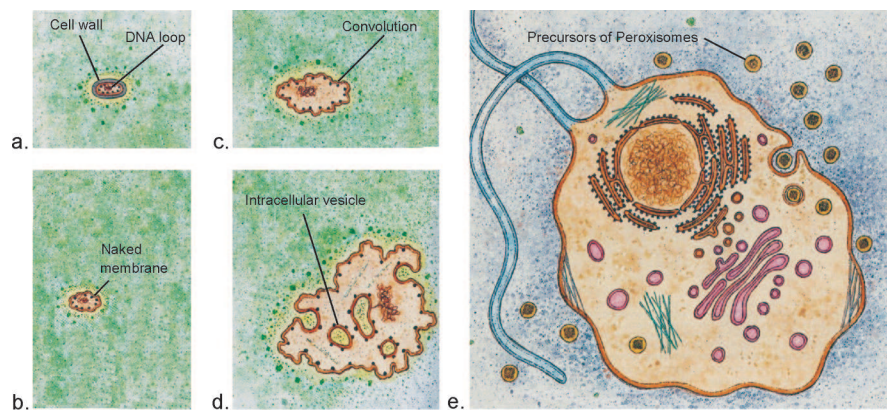 Cell wall
DNA loop
a.
Naked
membrane
b.
Convolution
c.
Intracellular vesicle
d.
Precursors of Peroxisomes
e.